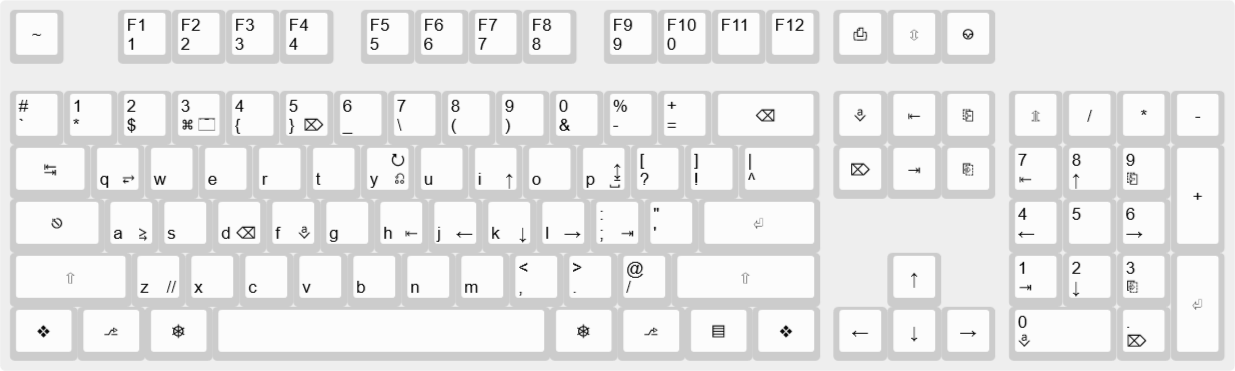 ~ F1 F2 F3 F4 F5 F6 F7 F8 F9 F10 F11 F12 ⎙ ⇳ ⎉
1 2 3 4 5 6 7 8 9 0
# 1 2 3 4 5 6 7 8 9 0 % + ⌫ ⎀ ⇤ ⎗ ⇭ / * -
` * $ ⌘ { } ⌦ _ \ ( ) & - =
↹ ↻ [ ] | ⌦ ⇥ ⎘ 7 8 9 +
q ⇄ w e r t y ⎌ u i ↑ o p ? ! ^ ⇤ ↑ ⎗
⎋ : " ⏎ 4 5 6
a s d ⌫ f ⎀ g h ⇤ j ← k ↓ l → ; ⇥ ' ← →
⇧ < > @ ⇧ ↑ 1 2 3 ⏎
z // x c v b n m , . / ⇥ ↓ ⎘
❖ ⎇ ⎈ ⎈ ⎇ ▤ ❖ ← ↓ → 0 .
⎀ ⌦